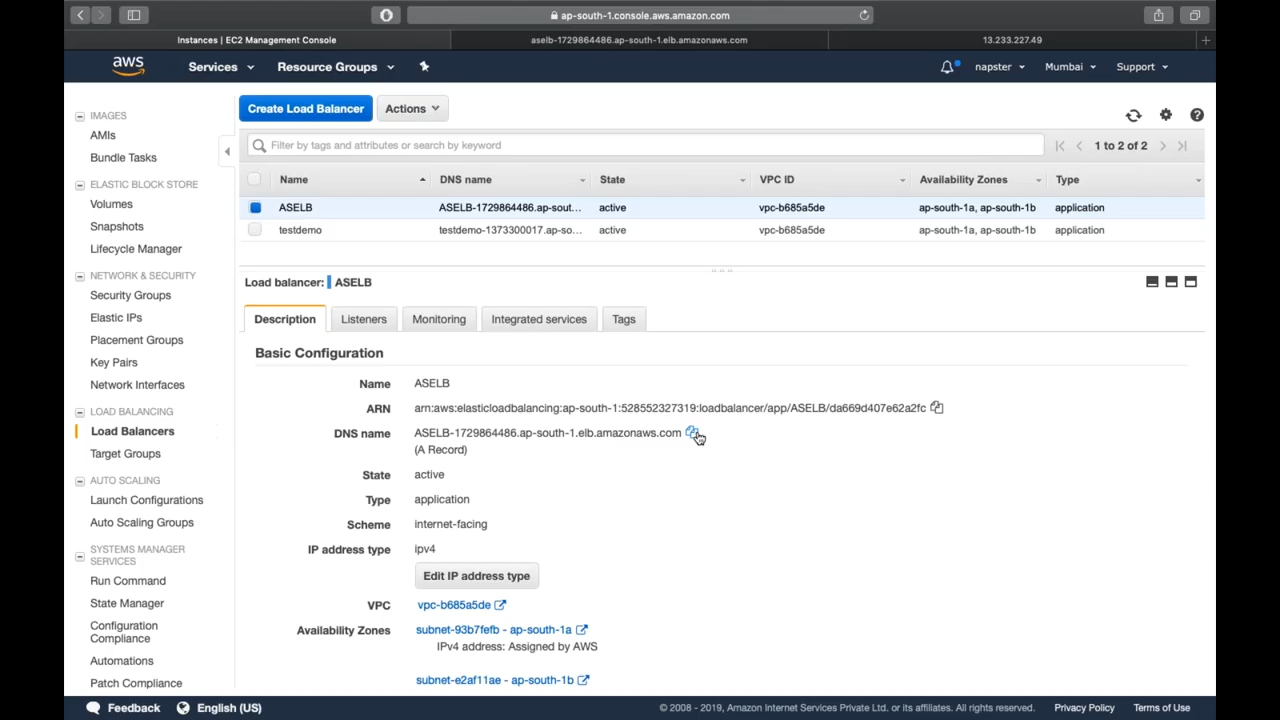 ap-south-1.console.aws.amazon.com
Instances | EC2 Management Console
aselb-1729864486.ap-south-1.elb.amazonaws.com
13.233.227.49
aws Services Resource Groups napster Mumbai Support
IMAGES
AMIs
Bundle Tasks
ELASTIC BLOCK STORE
Volumes
Snapshots
Lifecycle Manager
NETWORK & SECURITY
Security Groups
Elastic IPs
Placement Groups
Key Pairs
Network Interfaces
LOAD BALANCING
Load Balancers
Target Groups
AUTO SCALING
Launch Configurations
Auto Scaling Groups
SYSTEMS MANAGER
SERVICES
Run Command
State Manager
Configuration
Compliance
Automations
Patch Compliance
Create Load Balancer Actions
Filter by tags and attributes or search by keyword 1 to 2 of 2
Name DNS name State VPC ID Availability Zones Type
ASELB ASELB-1729864486.ap-sout... active vpc-b685a5de ap-south-1a, ap-south-1b application
testdemo testdemo-1373300017.ap-so... active vpc-b685a5de ap-south-1a, ap-south-1b application
Load balancer: ASELB
Description Listeners Monitoring Integrated services Tags
Basic Configuration
Name ASELB
ARN arn:aws:elasticloadbalancing:ap-south-1:528552327319:loadbalancer/app/ASELB/da669d407e62a2fc
DNS name ASELB-1729864486.ap-south-1.elb.amazonaws.com
(A Record)
State active
Type application
Scheme internet-facing
IP address type ipv4
Edit IP address type
VPC vpc-b685a5de
Availability Zones subnet-93b7fefb - ap-south-1a
IPv4 address: Assigned by AWS
subnet-e2af11ae - ap-south-1b
Feedback English (US) © 2008 - 2019, Amazon Internet Services Private Ltd. or its affiliates. All rights reserved. Privacy Policy Terms of Use